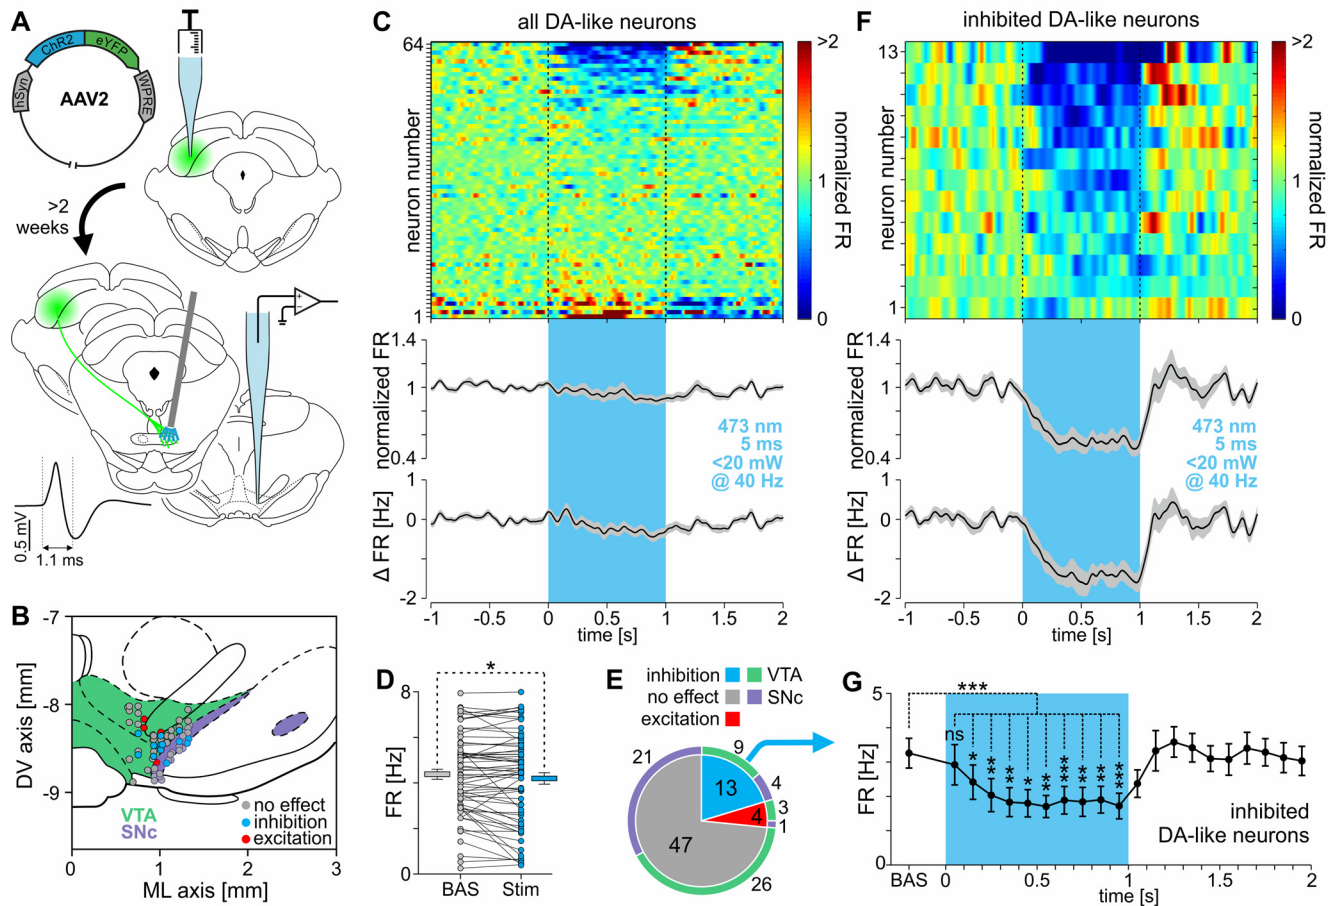 A
ChR2
eYFP
hSyn
WPRE
AAV2
>2
weeks
0.5 mV
1.1 ms
B
-7
-8
-9
DV axis [mm]
VTA
SNc
no effect
inhibition
excitation
0
1
2
3
ML axis [mm]
C
all DA-like neurons
64
1
neuron number
>2
1
0
normalized FR
1.4
1
0.4
normalized FR
473 nm
5 ms
<20 mW
@ 40 Hz
1
0
-2
Δ FR [Hz]
-1
-0.5
0
0.5
1
1.5
2
time [s]
D
*
8
6
4
2
0
FR [Hz]
BAS
Stim
E
inhibition
VTA
no effect
SNc
excitation
21
9
13
4
4
3
1
47
26
F
inhibited DA-like neurons
13
1
neuron number
>2
1
0
normalized FR
1.4
1
0.4
normalized FR
473 nm
5 ms
<20 mW
@ 40 Hz
1
0
-2
Δ FR [Hz]
-1
-0.5
0
0.5
1
1.5
2
time [s]
G
***
5
0
FR [Hz]
ns
*
**
**
**
**
***
***
***
***
inhibited
DA-like neurons
BAS
0
0.5
1
1.5
2
time [s]